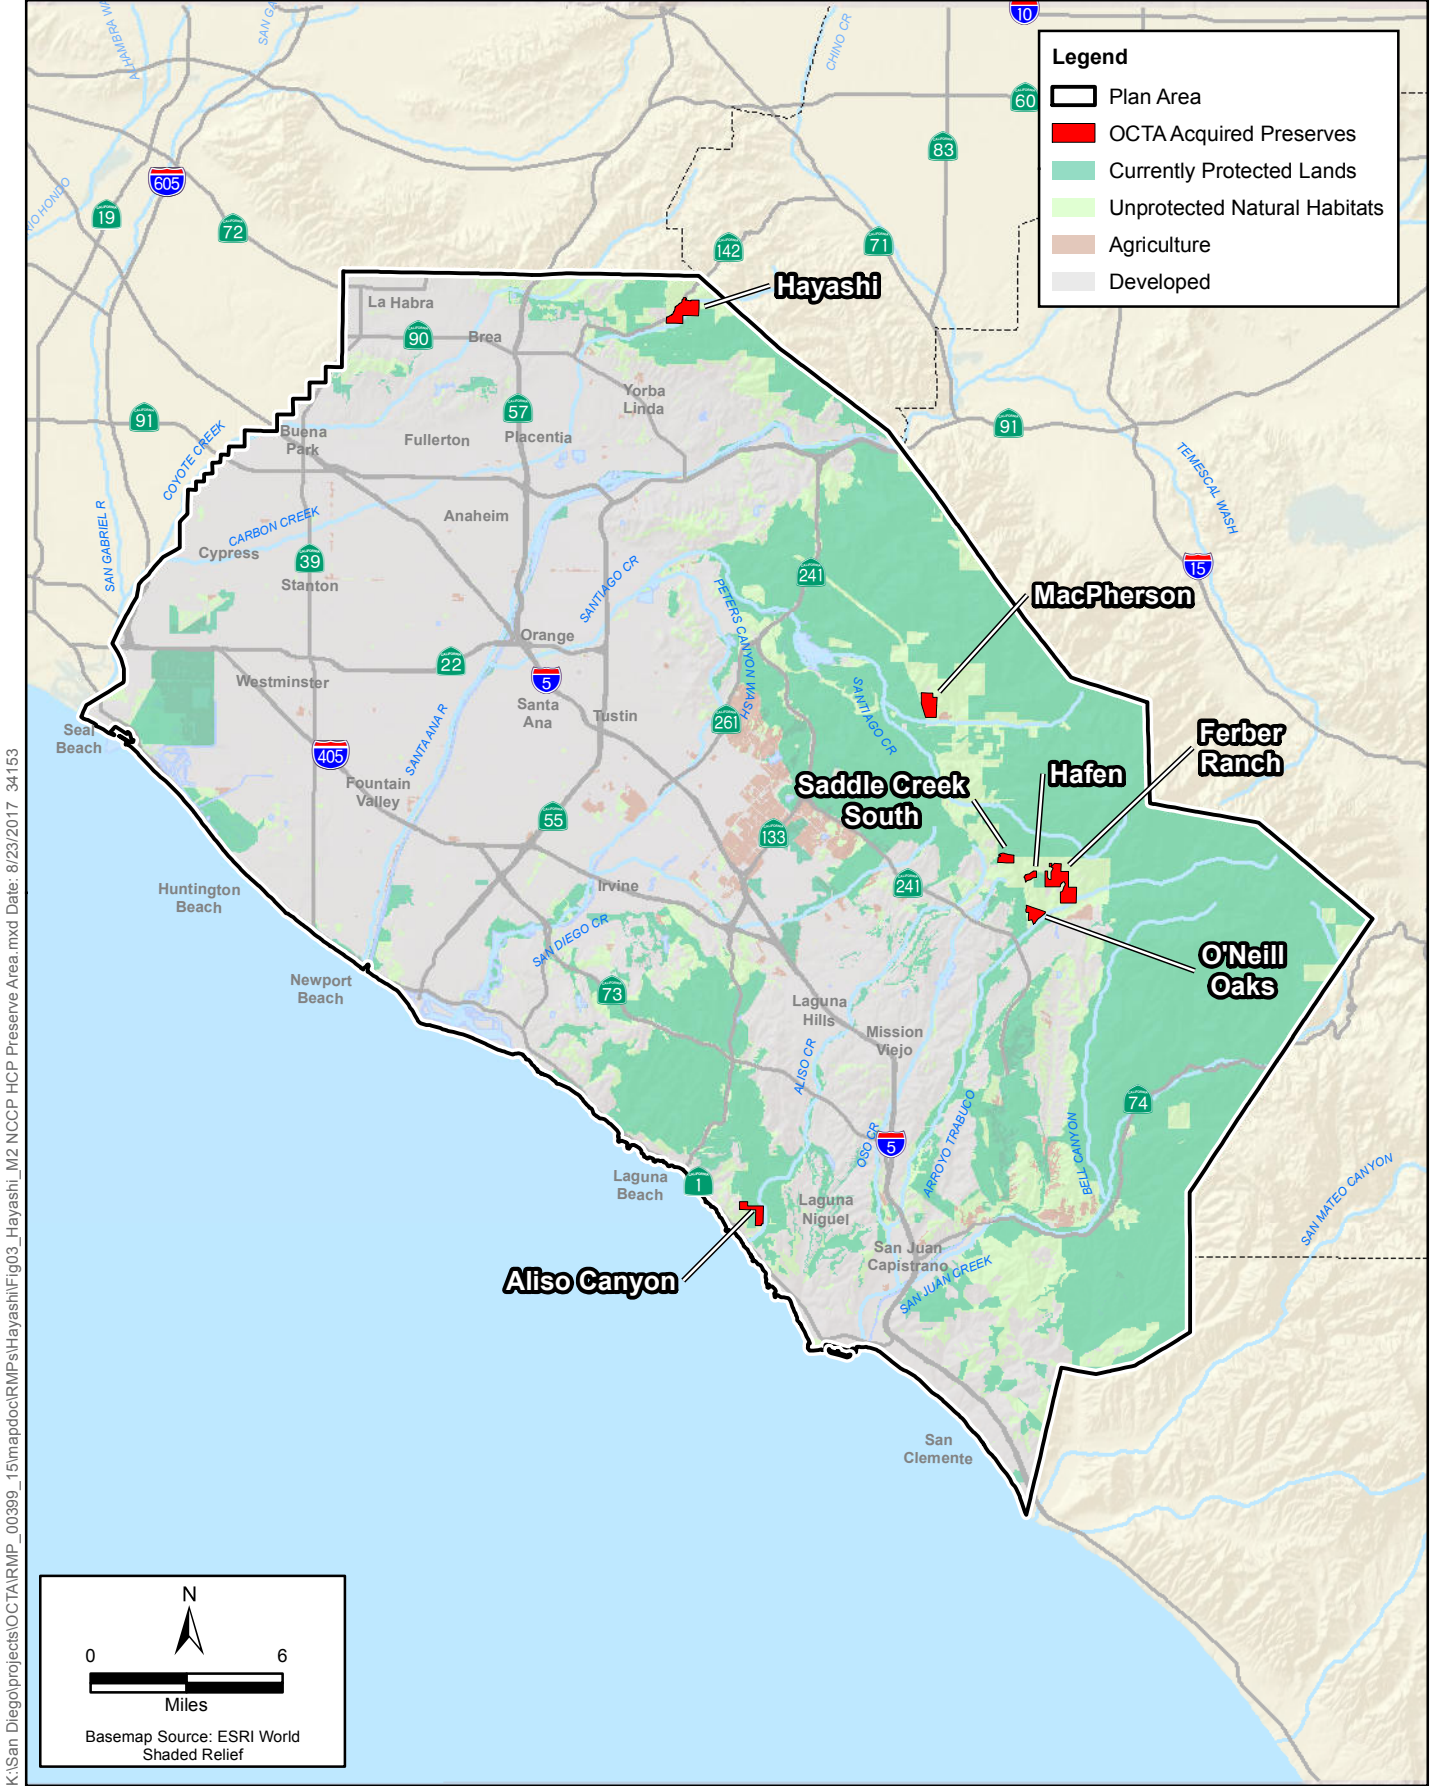 10
Legend
Plan Area
OCTA Acquired Preserves
Currently Protected Lands
Unprotected Natural Habitats
Agriculture
Developed
CHINO CR
60
83
605
19
72
RIO HONDO
142
71
Hayashi
La Habra
90
Brea
Yorba
Linda
57
Placentia
Fullerton
Buena
Park
91
91
COYOTE CREEK
SAN GABRIEL R
CARBON CREEK
Anaheim
Cypress
39
Stanton
SANTIAGO CR
241
TEMESCAL WASH
15
MacPherson
PETERS CANYON WASH
Orange
22
5
Westminster
Santa
Ana
Tustin
261
SANTIAGO CR
Seal
Beach
405
SANTA ANA R
Fountain
Valley
55
133
Ferber
Ranch
Hafen
Saddle Creek
South
241
Irvine
Huntington
Beach
SAN DIEGO CR
O'Neill
Oaks
Newport
Beach
73
Laguna
Hills
Mission
Viejo
ALISO CR
74
OSO CR
5
ARROYO TRABUCO
BELL CANYON
Laguna
Beach
1
Laguna
Niguel
SAN MATEO CANYON
San Juan
Capistrano
SAN JUAN CREEK
Aliso Canyon
San
Clemente
N
0 6
Miles
Basemap Source: ESRI World
Shaded Relief
K:\San Diego\projects\OCTA\RMP_00399_15\mapdoc\RMPs\Hayashi\Fig03_Hayashi_M2 NCCP HCP Preserve Area.mxd Date: 8/23/2017 34153